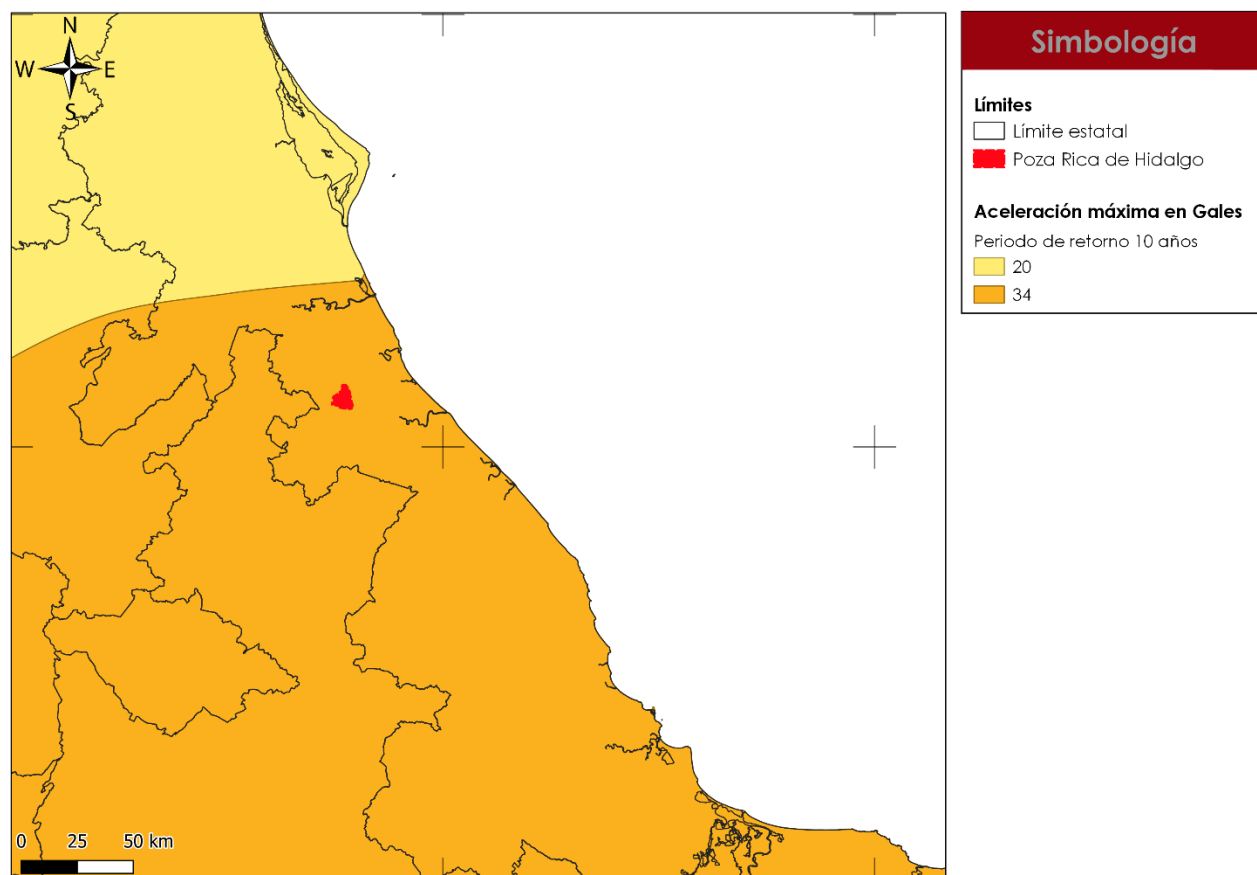 N
W E
S
0 25 50 km
Simbología
Límites
Límite estatal
Poza Rica de Hidalgo
Aceleración máxima en Gales
Periodo de retorno 10 años
20
34